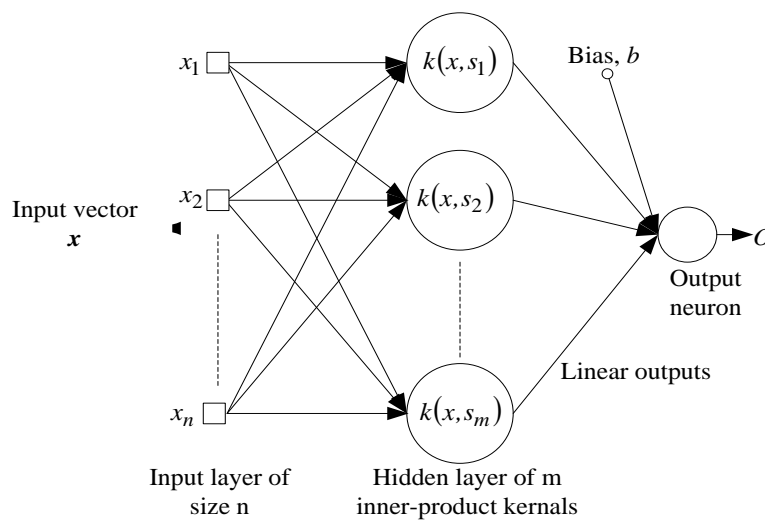 x1
k(x,s1)
Bias, b
x2
k(x,s2)
Input vector
x
O
Output
neuron
Linear outputs
xn
k(x,sm)
Input layer of
size n
Hidden layer of m
inner-product kernals